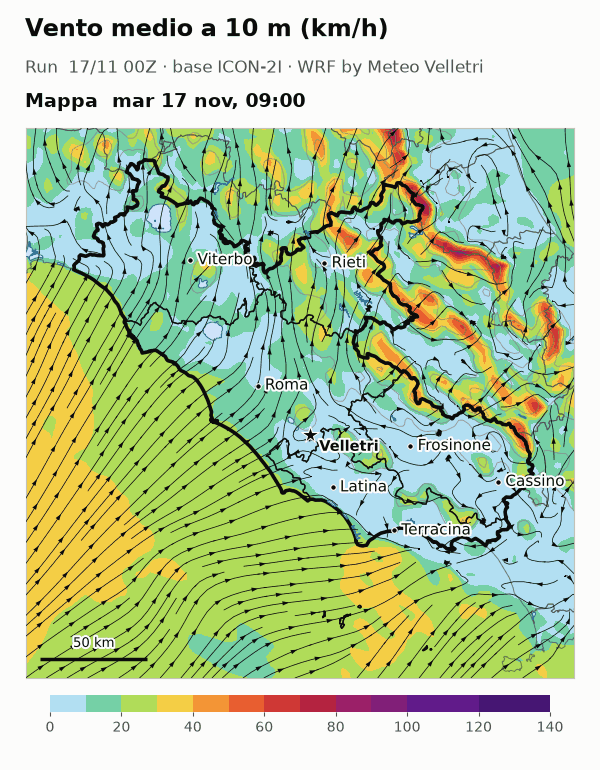 Vento medio a 10 m (km/h)
Run 17/11 00Z · base ICON-2I · WRF by Meteo Velletri
Mappa mar 17 nov, 09:00
Viterbo
Rieti
Roma
Velletri
Frosinone
Cassino
Latina
Terracina
50 km
0 20 40 60 80 100 120 140